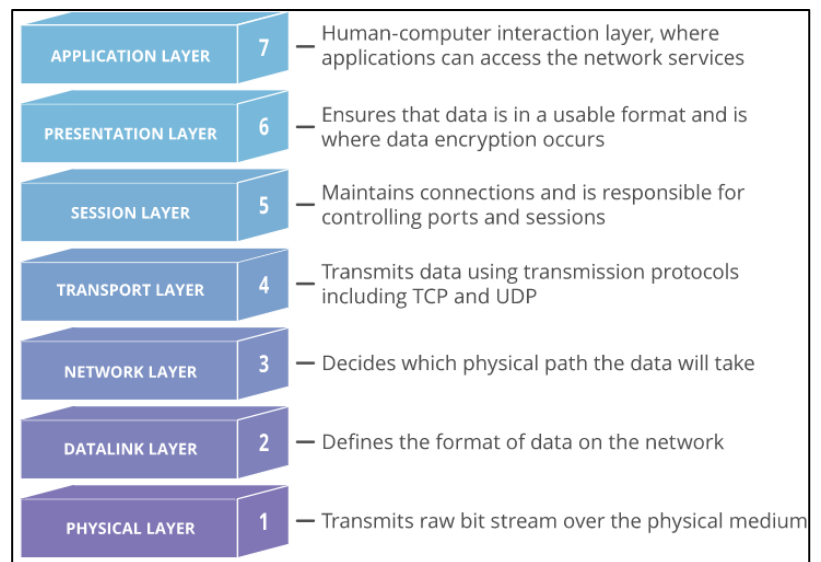 APPLICATION LAYER 7
Human-computer interaction layer, where
applications can access the network services
PRESENTATION LAYER 6
Ensures that data is in a usable format and is
where data encryption occurs
SESSION LAYER 5
Maintains connections and is responsible for
controlling ports and sessions
TRANSPORT LAYER 4
Transmits data using transmission protocols
including TCP and UDP
NETWORK LAYER 3
Decides which physical path the data will take
DATALINK LAYER 2
Defines the format of data on the network
PHYSICAL LAYER 1
Transmits raw bit stream over the physical medium